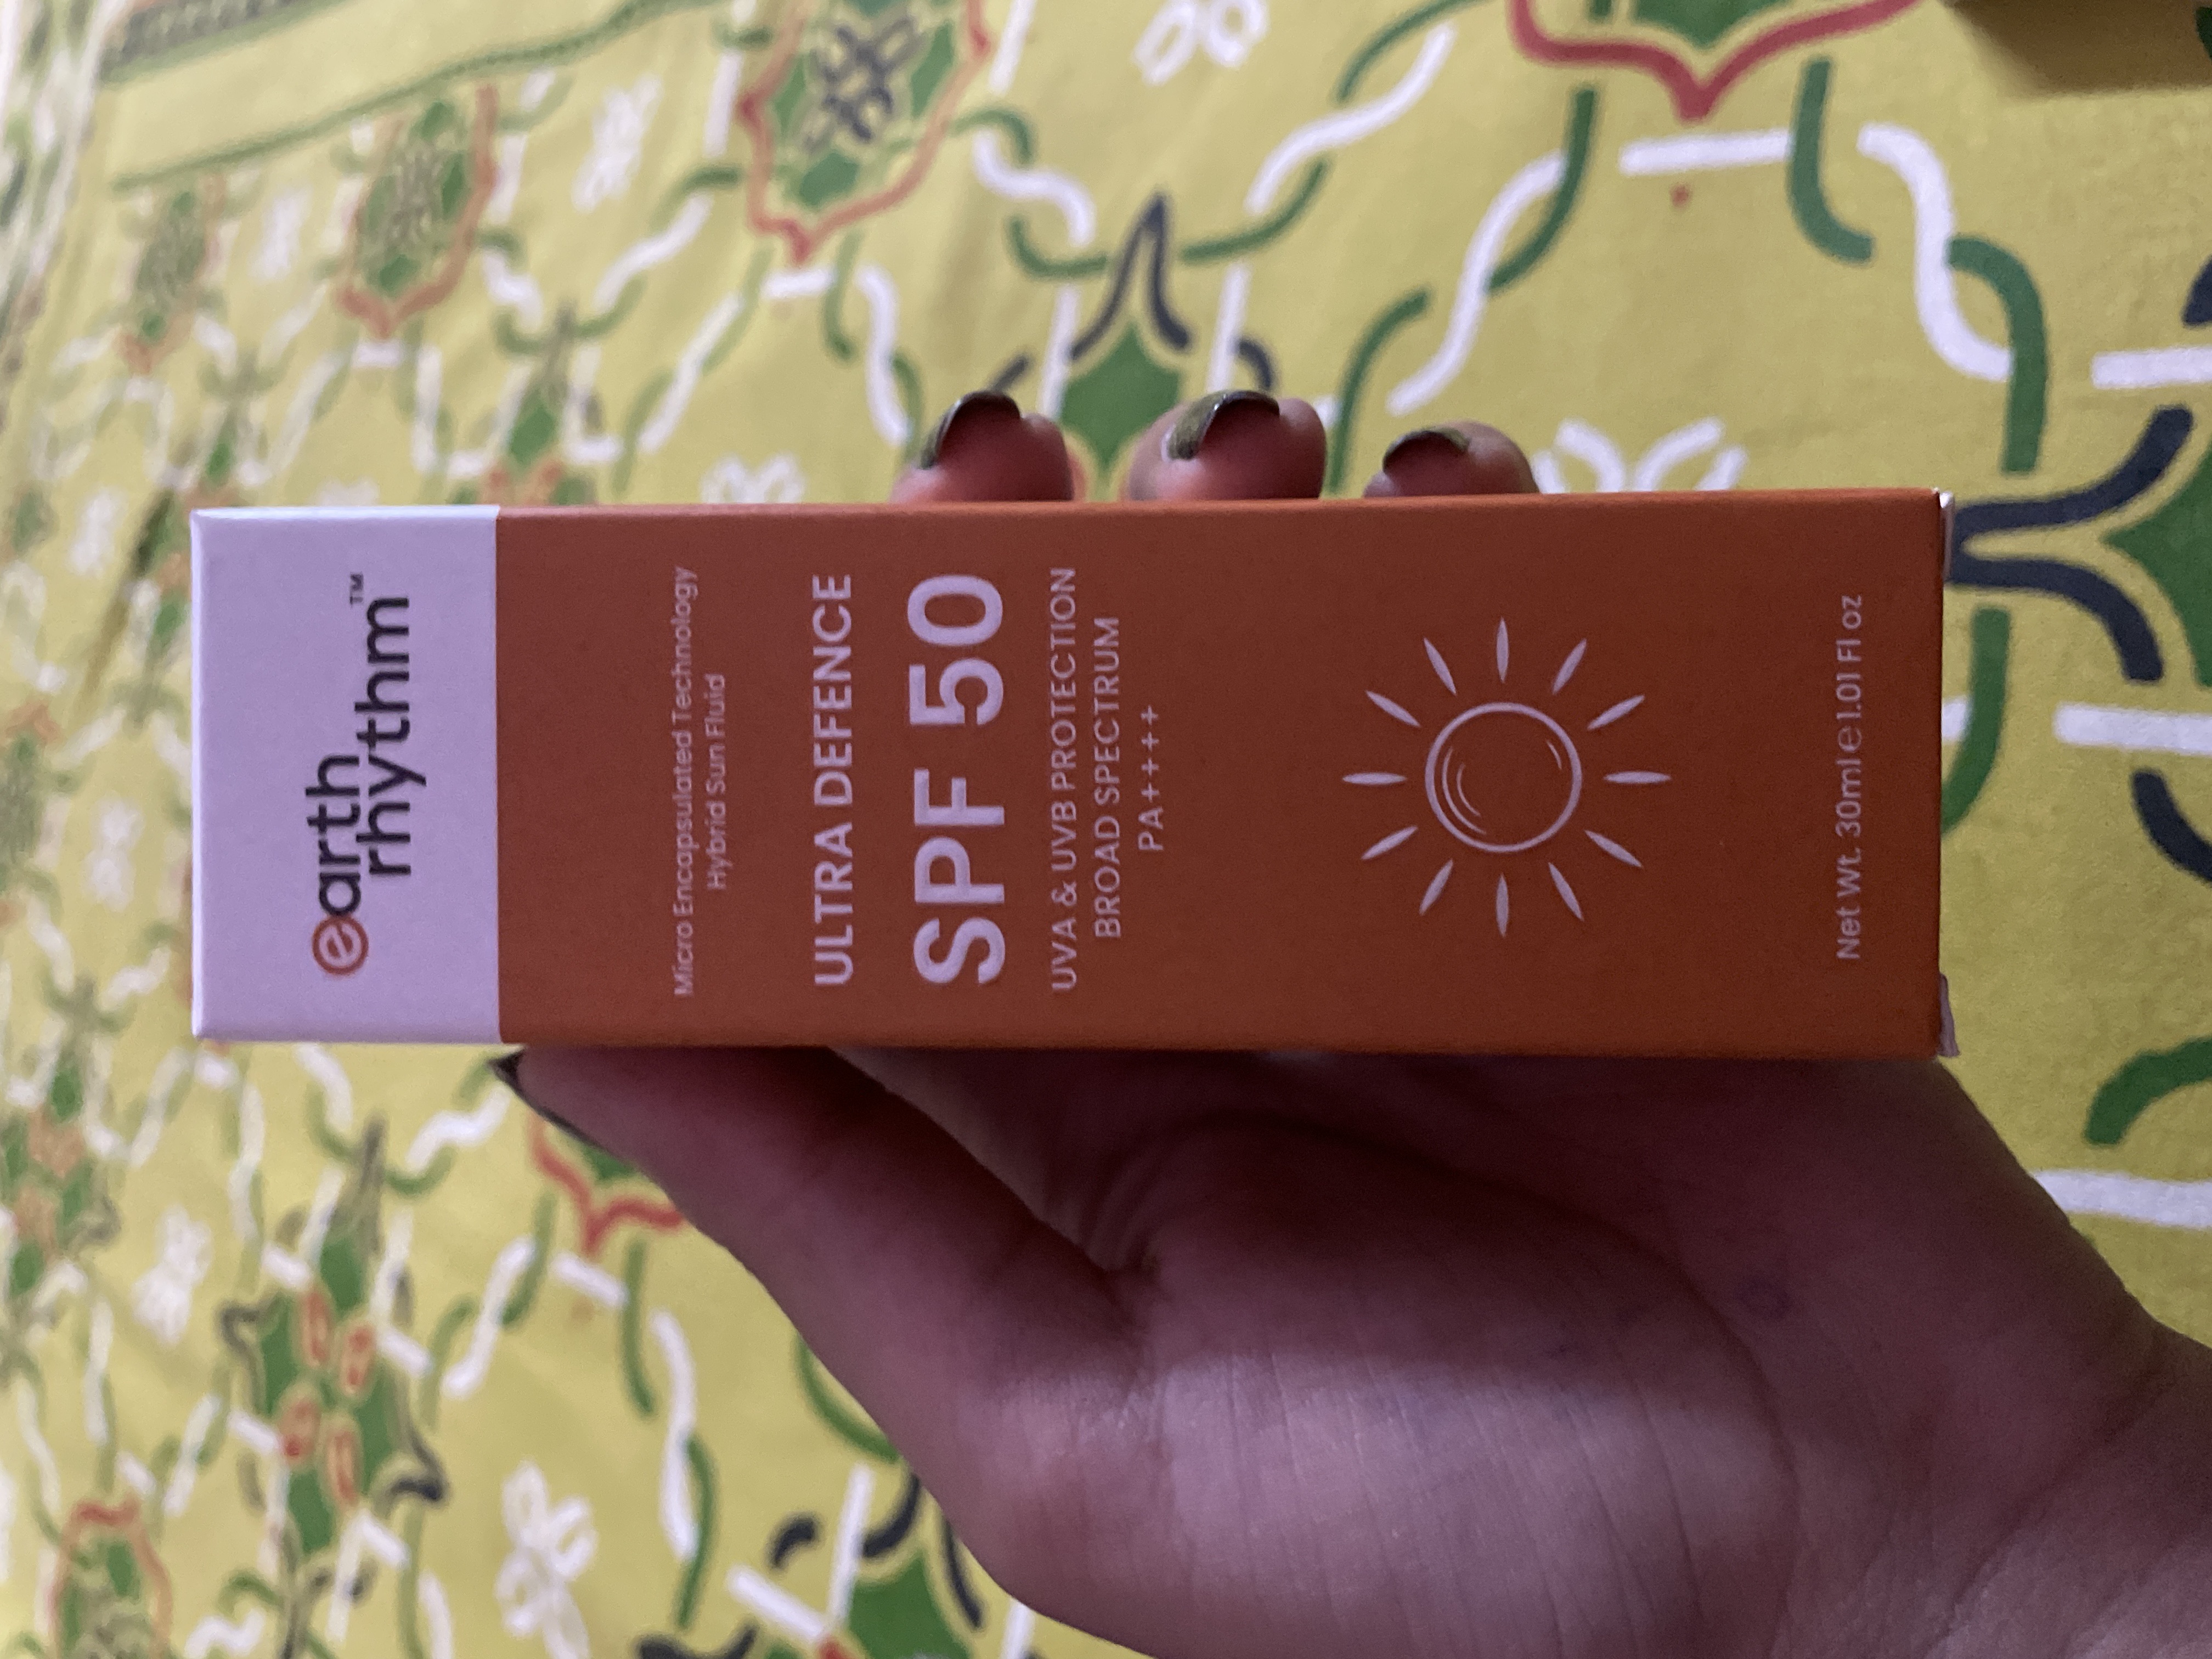 earth
rhythm™
Micro Encapsulated Technology
Hybrid Sun Fluid
ULTRA DEFENCE
SPF 50
UVA & UVB PROTECTION
BROAD SPECTRUM
PA++++
Net Wt. 30ml ℮ 1.01 Fl oz